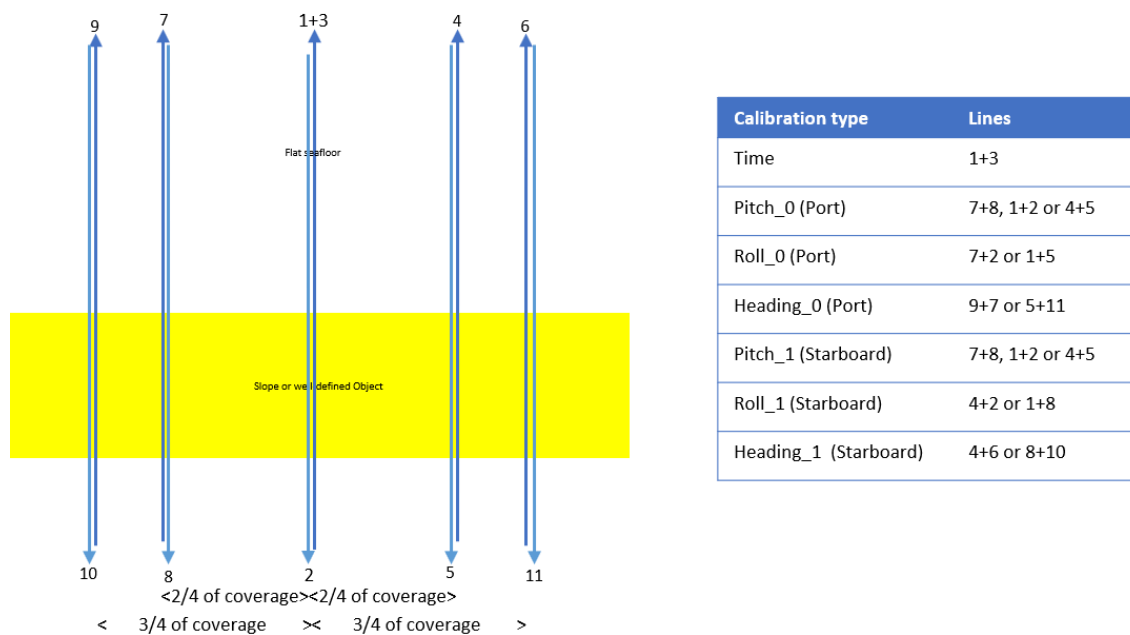 9
7
1+3
4
6
Flat seafloor
Slope or well defined Object
10
8
2
5
11
<2/4 of coverage><2/4 of coverage>
< 3/4 of coverage >< 3/4 of coverage >
Calibration type Lines
Time 1+3
Pitch_0 (Port) 7+8, 1+2 or 4+5
Roll_0 (Port) 7+2 or 1+5
Heading_0 (Port) 9+7 or 5+11
Pitch_1 (Starboard) 7+8, 1+2 or 4+5
Roll_1 (Starboard) 4+2 or 1+8
Heading_1 (Starboard) 4+6 or 8+10